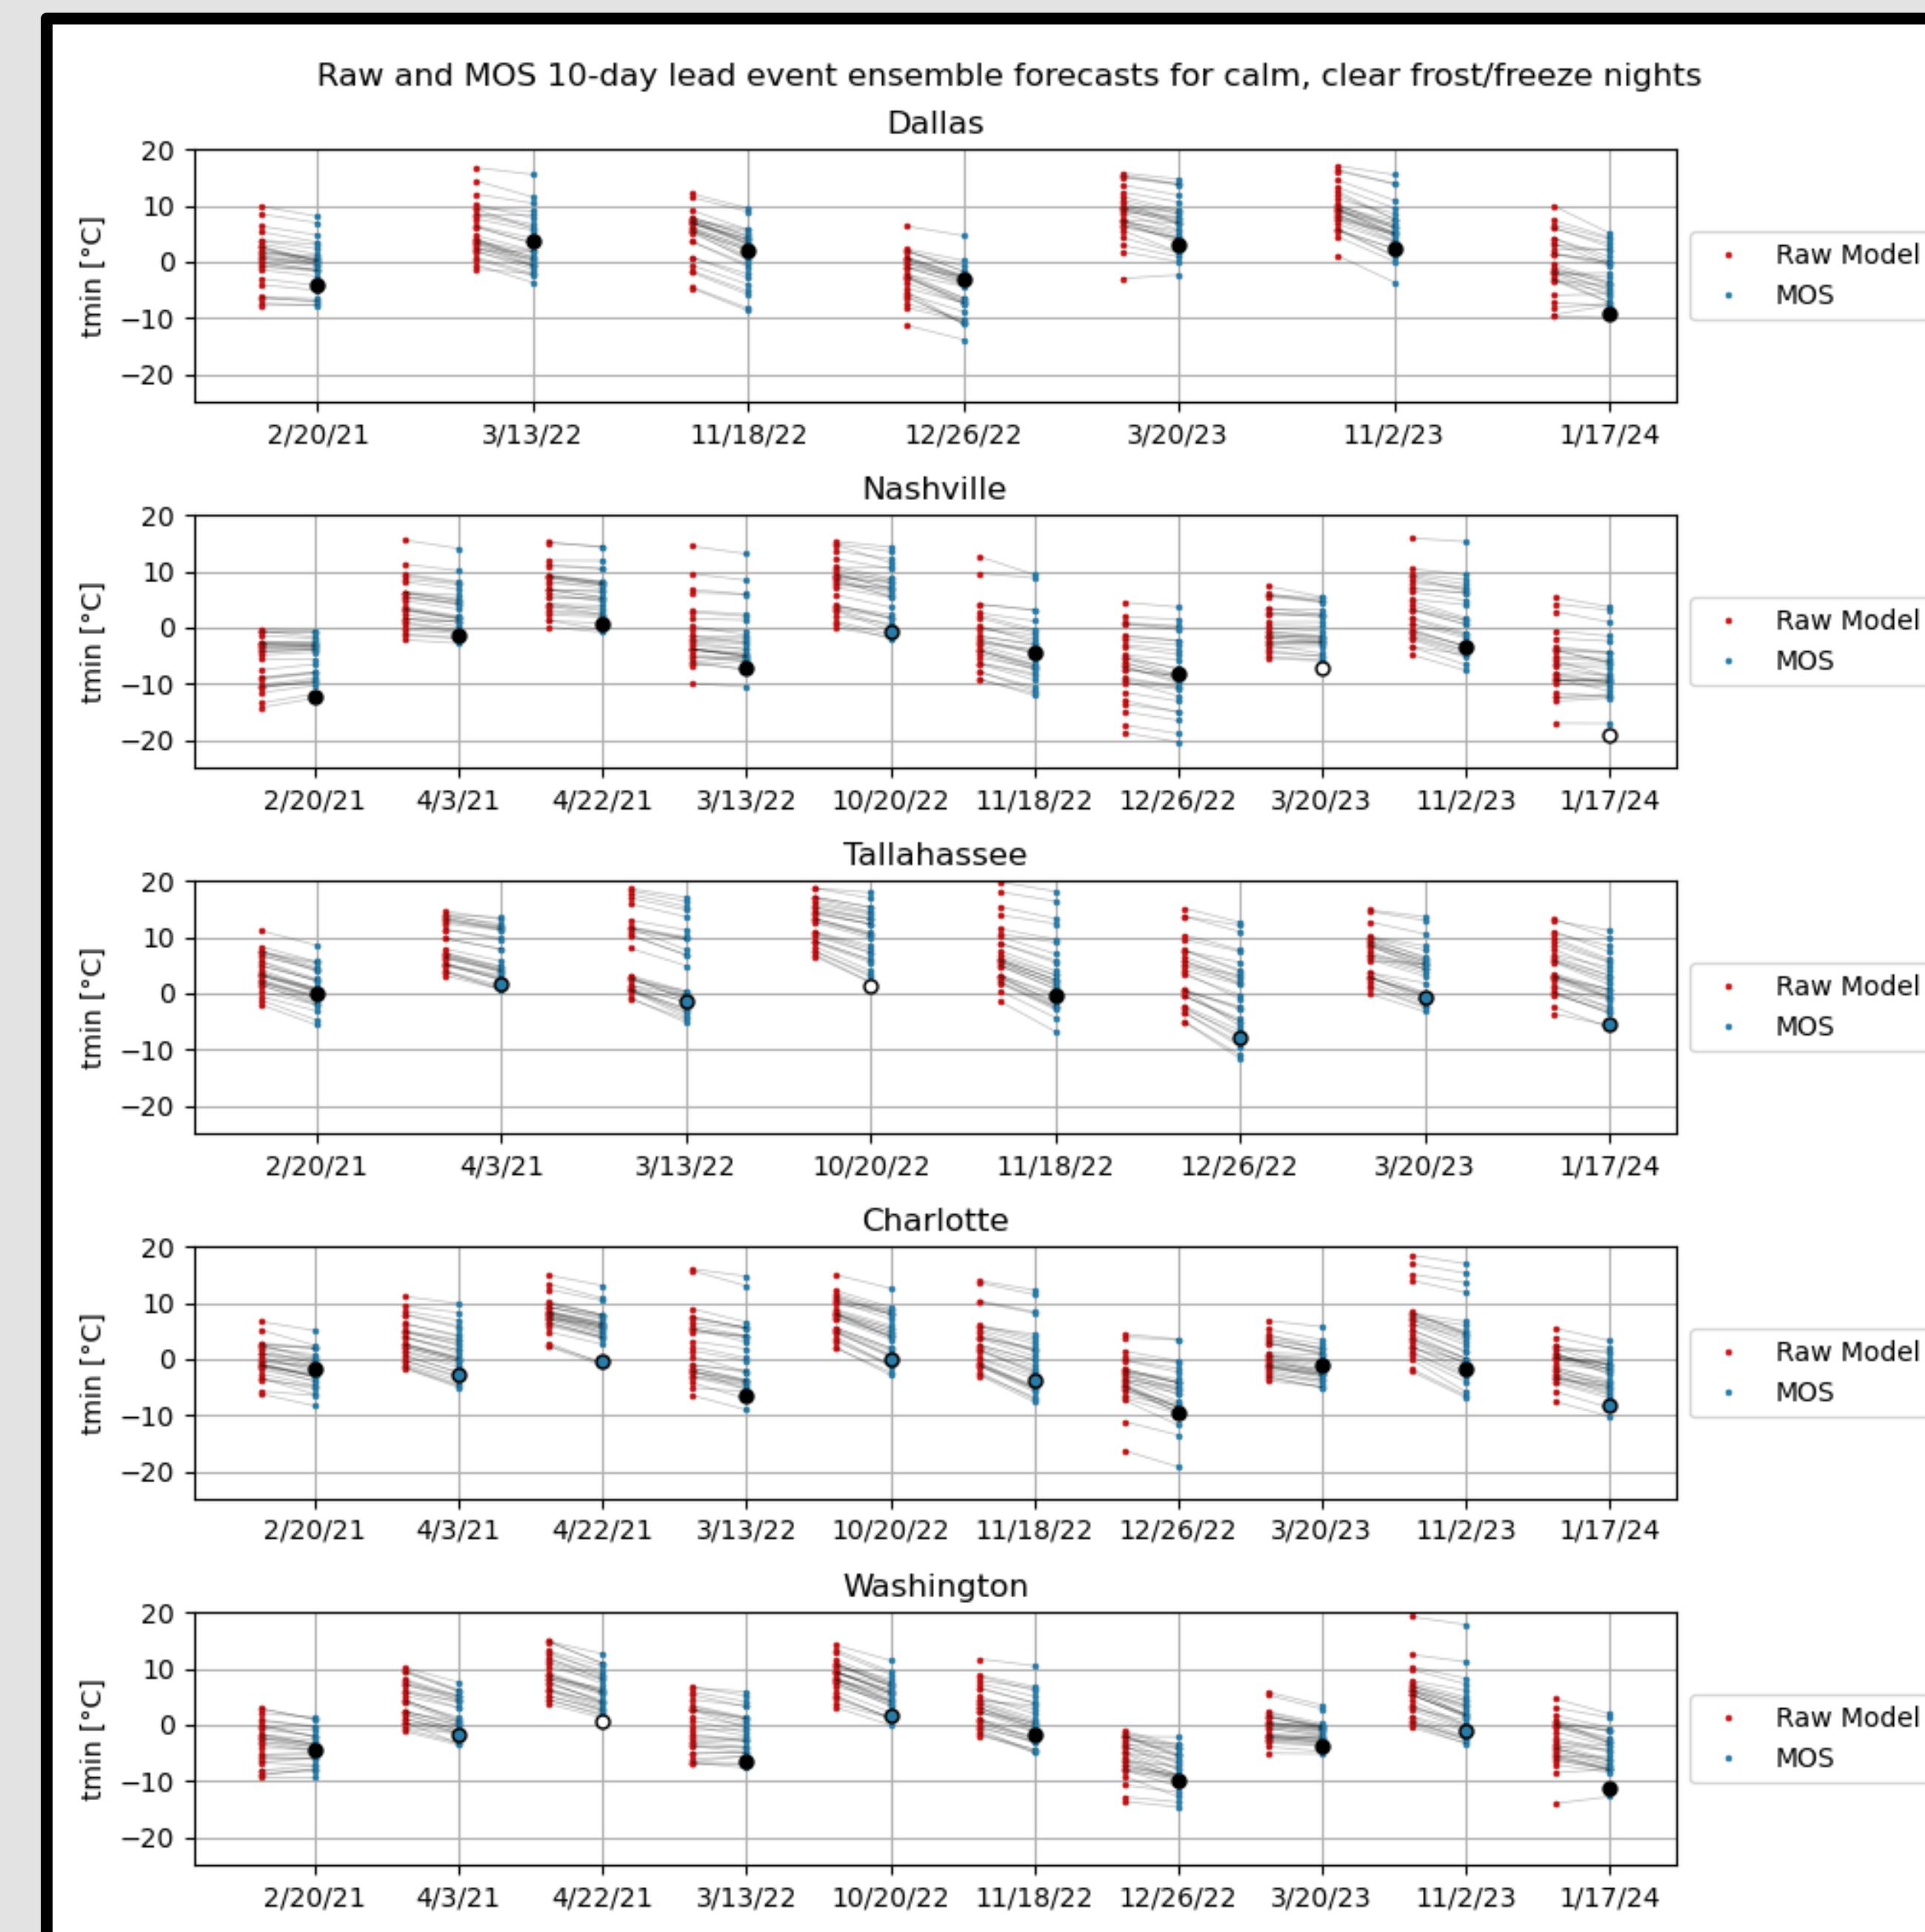 Raw and MOS 10-day lead event ensemble forecasts for calm, clear frost/freeze nights
Dallas
20
10
0
−10
−20
tmin [°C]
2/20/21 3/13/22 11/18/22 12/26/22 3/20/23 11/2/23 1/17/24
Raw Model
MOS
Nashville
20
10
0
−10
−20
tmin [°C]
2/20/21 4/3/21 4/22/21 3/13/22 10/20/22 11/18/22 12/26/22 3/20/23 11/2/23 1/17/24
Raw Model
MOS
Tallahassee
20
10
0
−10
−20
tmin [°C]
2/20/21 4/3/21 3/13/22 10/20/22 11/18/22 12/26/22 3/20/23 1/17/24
Raw Model
MOS
Charlotte
20
10
0
−10
−20
tmin [°C]
2/20/21 4/3/21 4/22/21 3/13/22 10/20/22 11/18/22 12/26/22 3/20/23 11/2/23 1/17/24
Raw Model
MOS
Washington
20
10
0
−10
−20
tmin [°C]
2/20/21 4/3/21 4/22/21 3/13/22 10/20/22 11/18/22 12/26/22 3/20/23 11/2/23 1/17/24
Raw Model
MOS